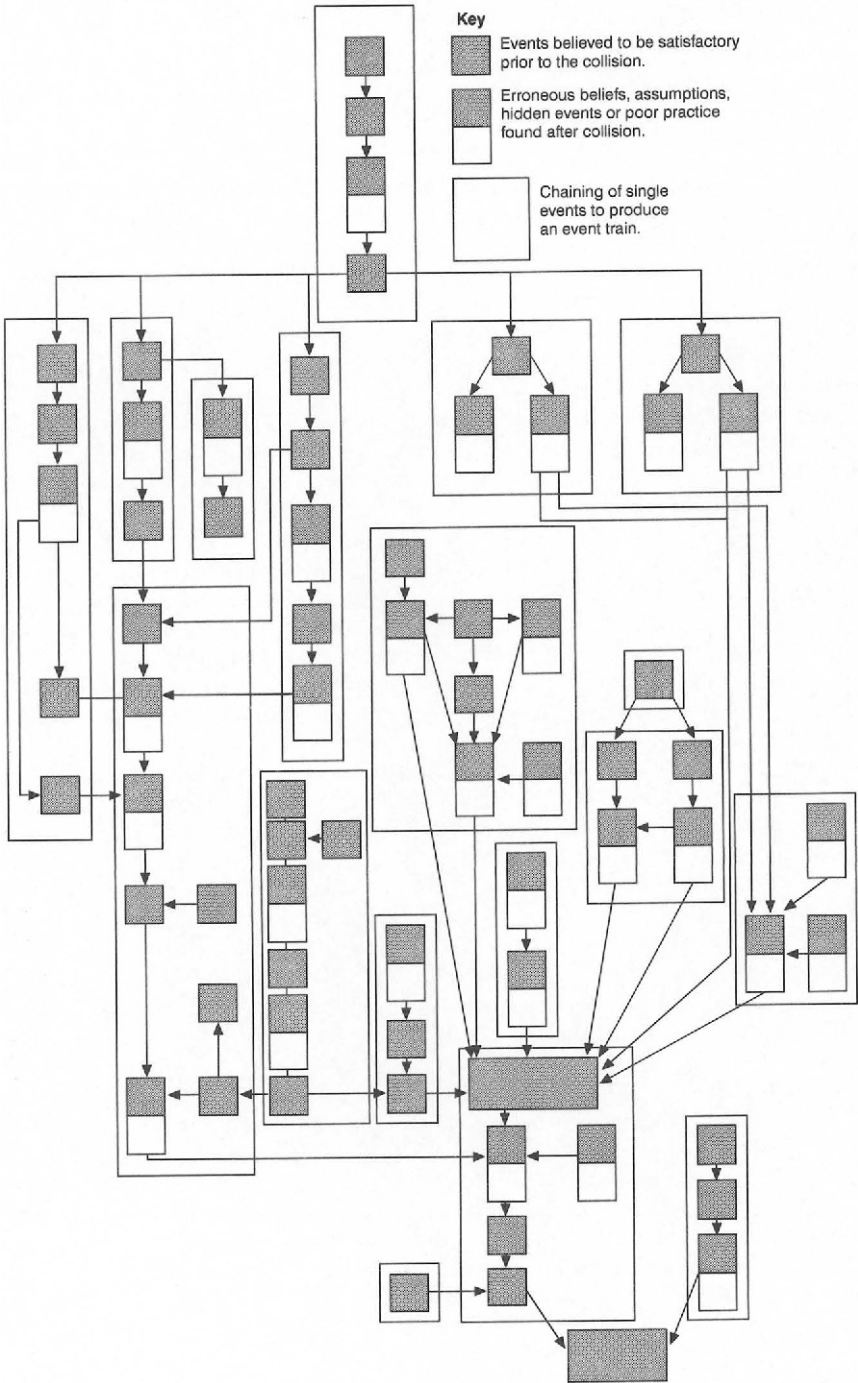 Key
Events believed to be satisfactory
prior to the collision.
Erroneous beliefs, assumptions,
hidden events or poor practice
found after collision.
Chaining of single
events to produce
an event train.